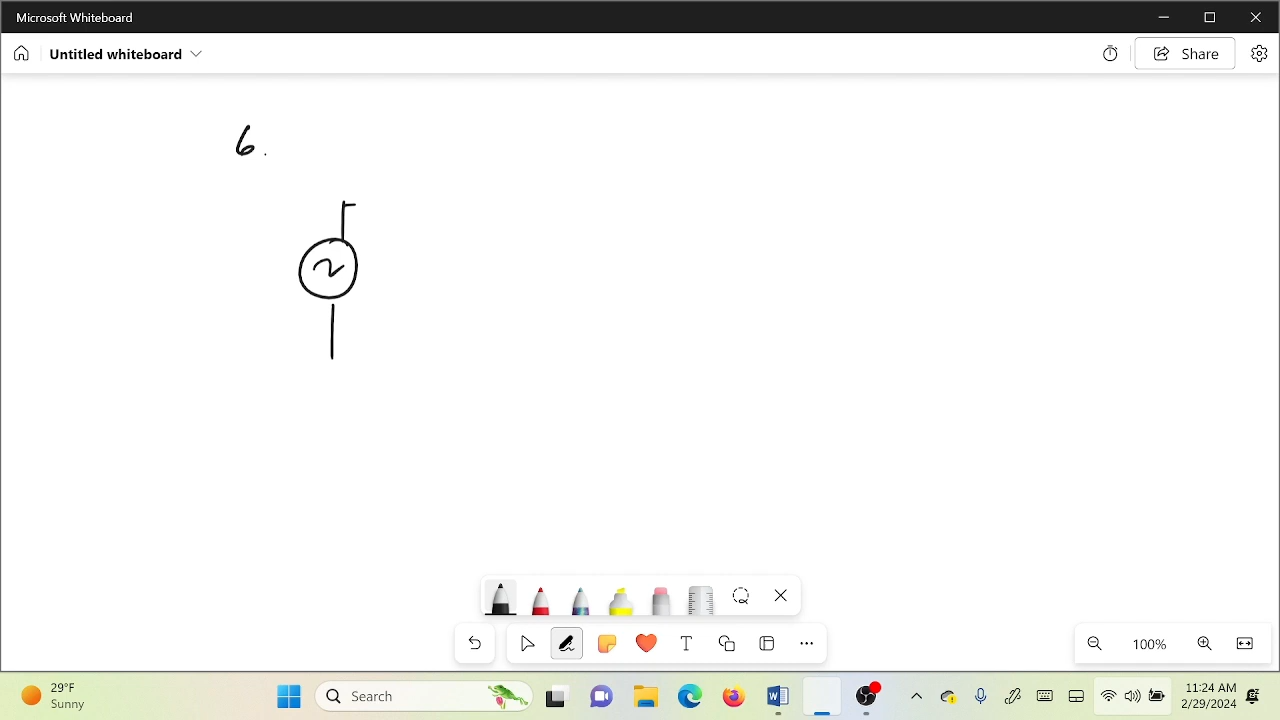 Microsoft Whiteboard
Untitled whiteboard
Share
6.
100%
29°F
Sunny
Search
11:24 AM
2/29/2024